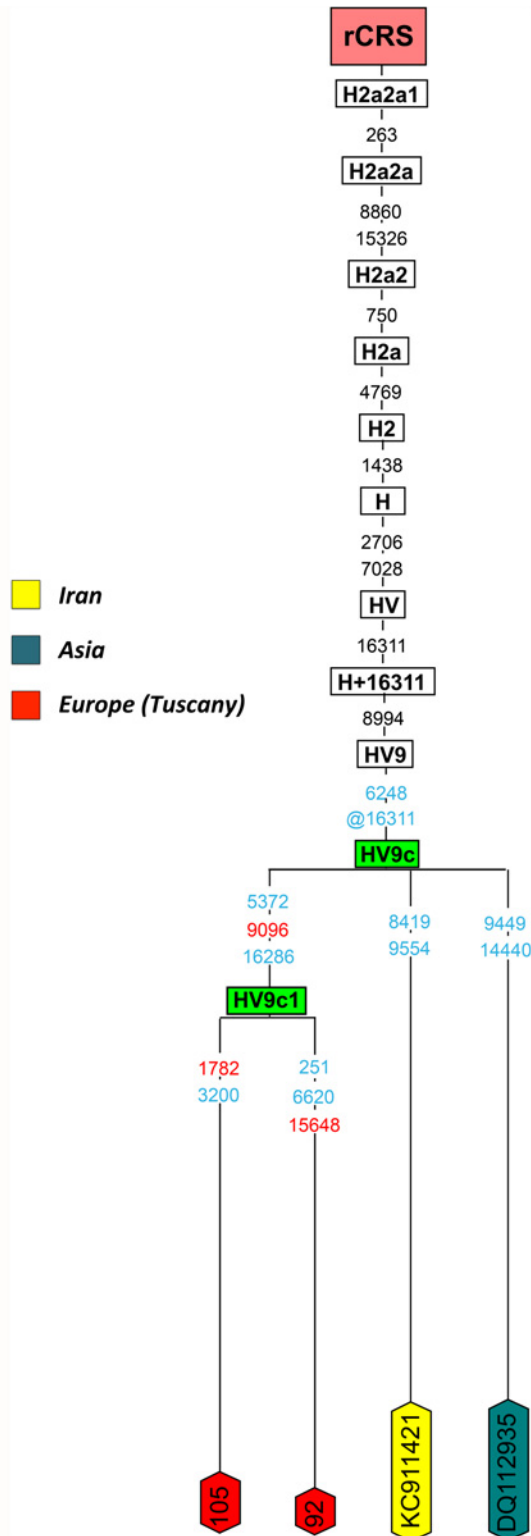 rCRS
H2a2a1
263
H2a2a
8860
15326
H2a2
750
H2a
4769
H2
1438
H
2706
7028
HV
16311
H+16311
8994
HV9
6248
@16311
HV9c
Iran
Asia
Europe (Tuscany)
5372
9096
16286
HV9c1
8419
9554
9449
14440
1782
3200
251
6620
15648
105
92
KC911421
DQ112935